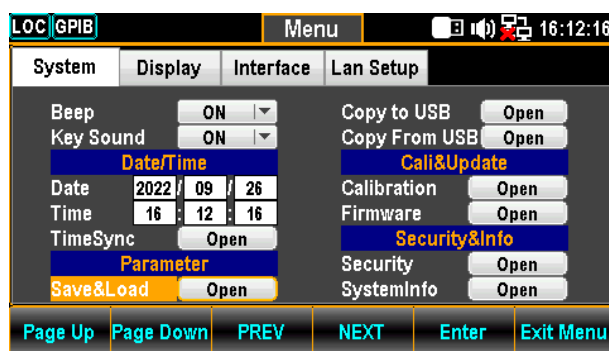 LOC GPIB Menu 16:12:16
System Display Interface Lan Setup
Beep ON Copy to USB Open
Key Sound ON Copy From USB Open
Date/Time Cali&Update
Date 2022 / 09 / 26 Calibration Open
Time 16 : 12 : 16 Firmware Open
TimeSync Open Security&Info
Parameter Security Open
Save&Load Open SystemInfo Open
Page Up Page Down PREV NEXT Enter Exit Menu